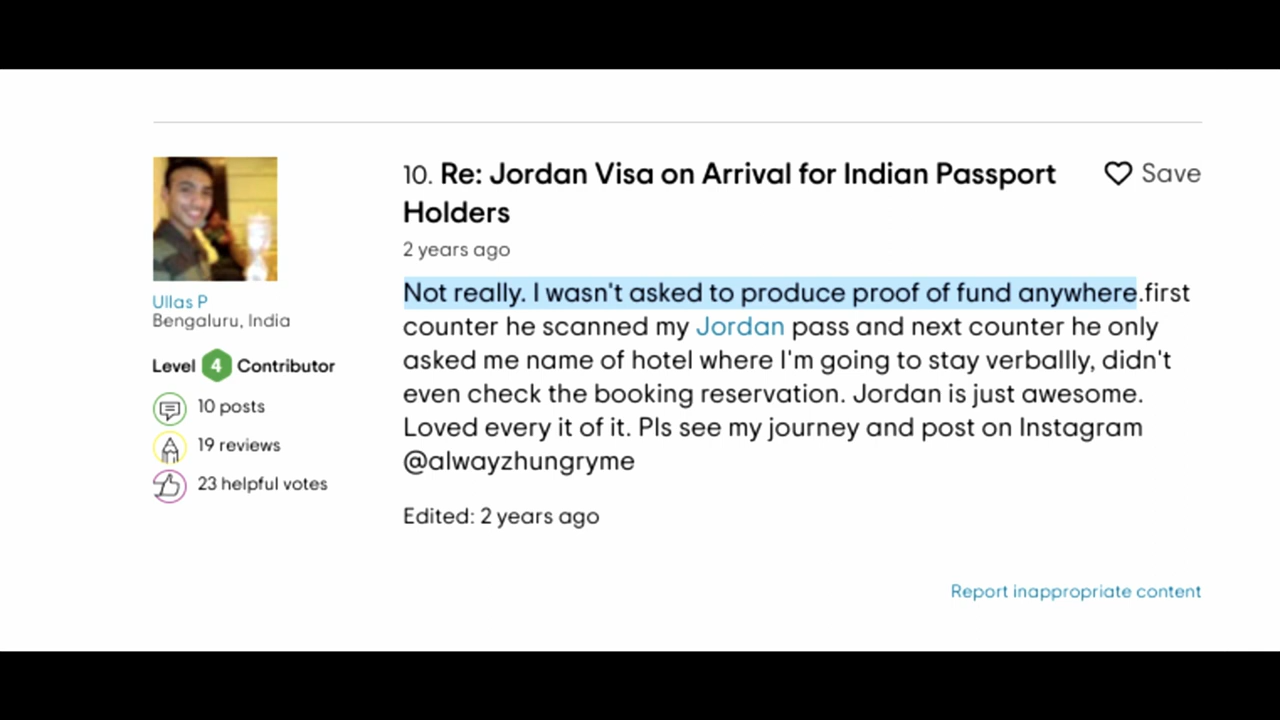 10. Re: Jordan Visa on Arrival for Indian Passport
Holders
Save
2 years ago
Not really. I wasn't asked to produce proof of fund anywhere.first
counter he scanned my Jordan pass and next counter he only
asked me name of hotel where I'm going to stay verballly, didn't
even check the booking reservation. Jordan is just awesome.
Loved every it of it. Pls see my journey and post on Instagram
@alwayzhungryme
Edited: 2 years ago
Ullas P
Bengaluru, India
Level 4 Contributor
10 posts
19 reviews
23 helpful votes
Report inappropriate content